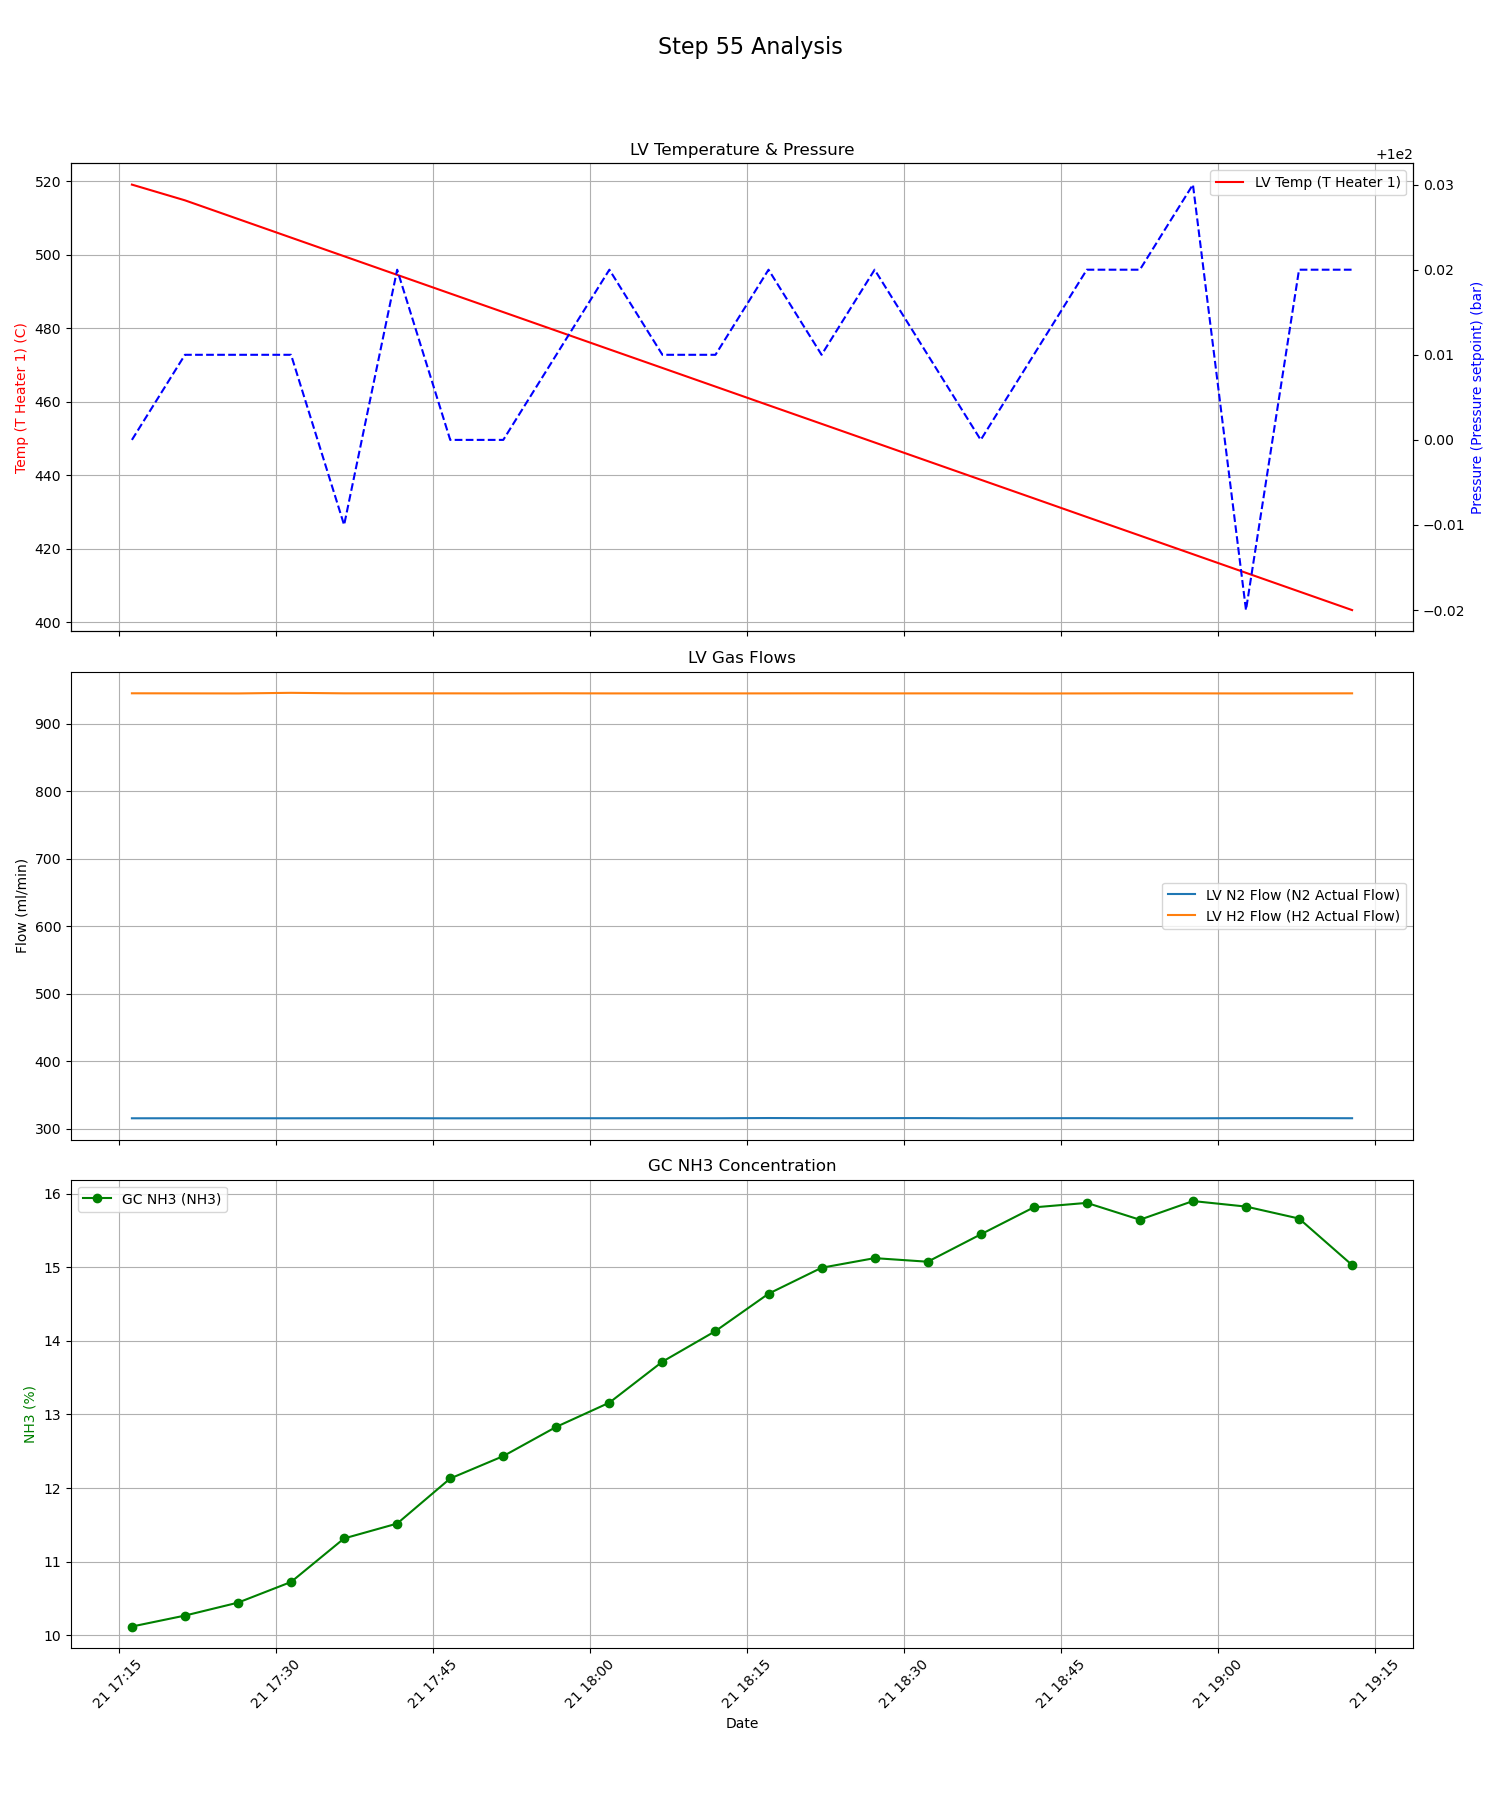 Step 55 Analysis
LV Temperature & Pressure
+1e2
LV Temp (T Heater 1)
Temp (T Heater 1) (C)
520
500
480
460
440
420
400
0.03
0.02
0.01
0.00
−0.01
−0.02
Pressure (Pressure setpoint) (bar)
LV Gas Flows
Flow (ml/min)
900
800
700
600
500
400
300
LV N2 Flow (N2 Actual Flow)
LV H2 Flow (H2 Actual Flow)
GC NH3 Concentration
GC NH3 (NH3)
NH3 (%)
16
15
14
13
12
11
10
21 17:15
21 17:30
21 17:45
21 18:00
21 18:15
21 18:30
21 18:45
21 19:00
21 19:15
Date